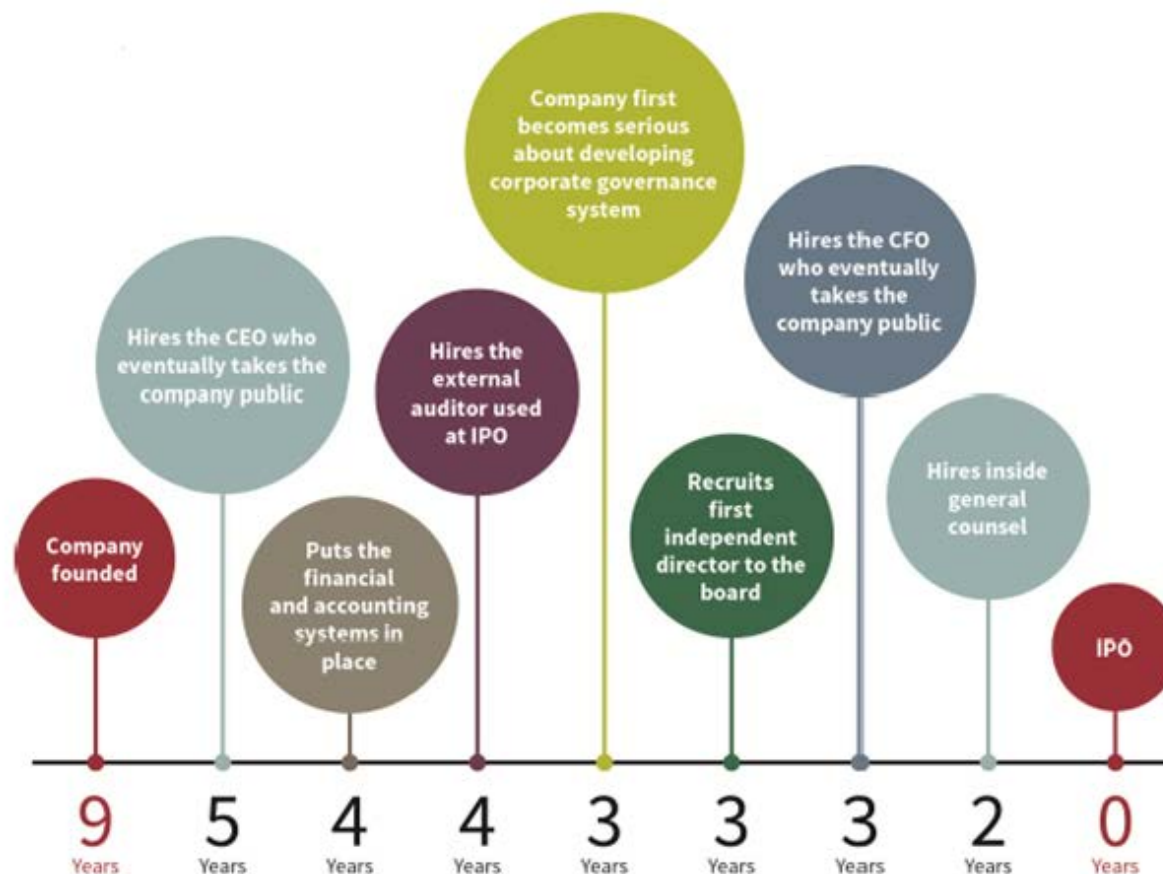 Company first
becomes serious
about developing
corporate governance
system
Hires the CFO
who eventually
takes the
company public
Hires the CEO who
eventually takes the
company public
Hires the
external
auditor used
at IPO
Recruits
first
independent
director to the
board
Hires inside
general
counsel
Company
founded
Puts the
financial
and accounting
systems in
place
IPO
9 5 4 4 3 3 3 2 0
Years Years Years Years Years Years Years Years Years